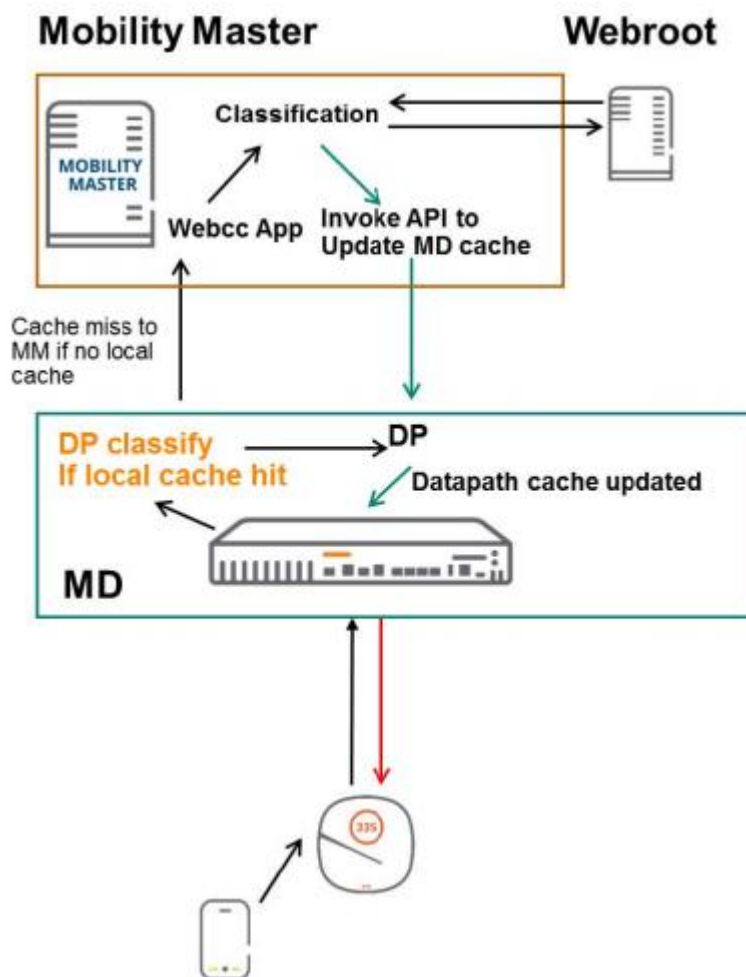 Mobility Master
Webroot
Classification
MOBILITY
MASTER
Webcc App
Invoke API to
Update MD cache
Cache miss to
MM if no local
cache
DP classify
If local cache hit
DP
Datapath cache updated
MD
335